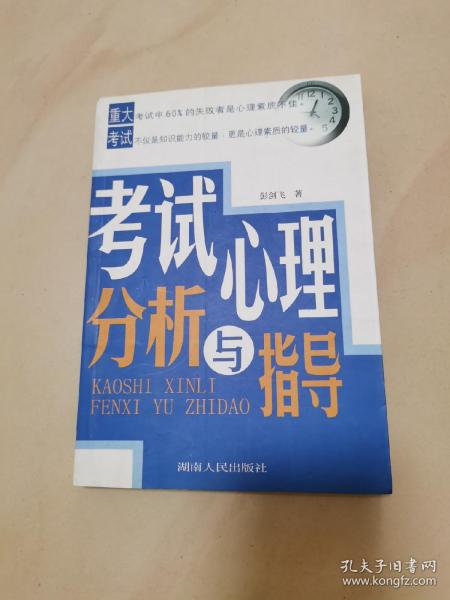 重大考试中60%的失败者是心理素质不佳。
考试不仅是知识能力的较量，更是心理素质的较量。
彭剑飞 著
考试心理
分析与指导
KAOSHI XINLI
FENXI YU ZHIDAO
湖南人民出版社
孔夫子旧书网
www.kongfz.com